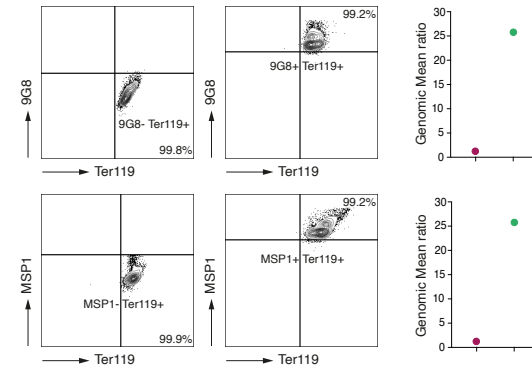 99.2%
9G8
9G8- Ter119+
99.8%
Ter119
9G8
9G8+ Ter119+
Ter119
Genomic Mean ratio
30
25
20
15
10
5
0
99.2%
MSP1
MSP1- Ter119+
99.9%
Ter119
MSP1
MSP1+ Ter119+
Ter119
Genomic Mean ratio
30
25
20
15
10
5
0